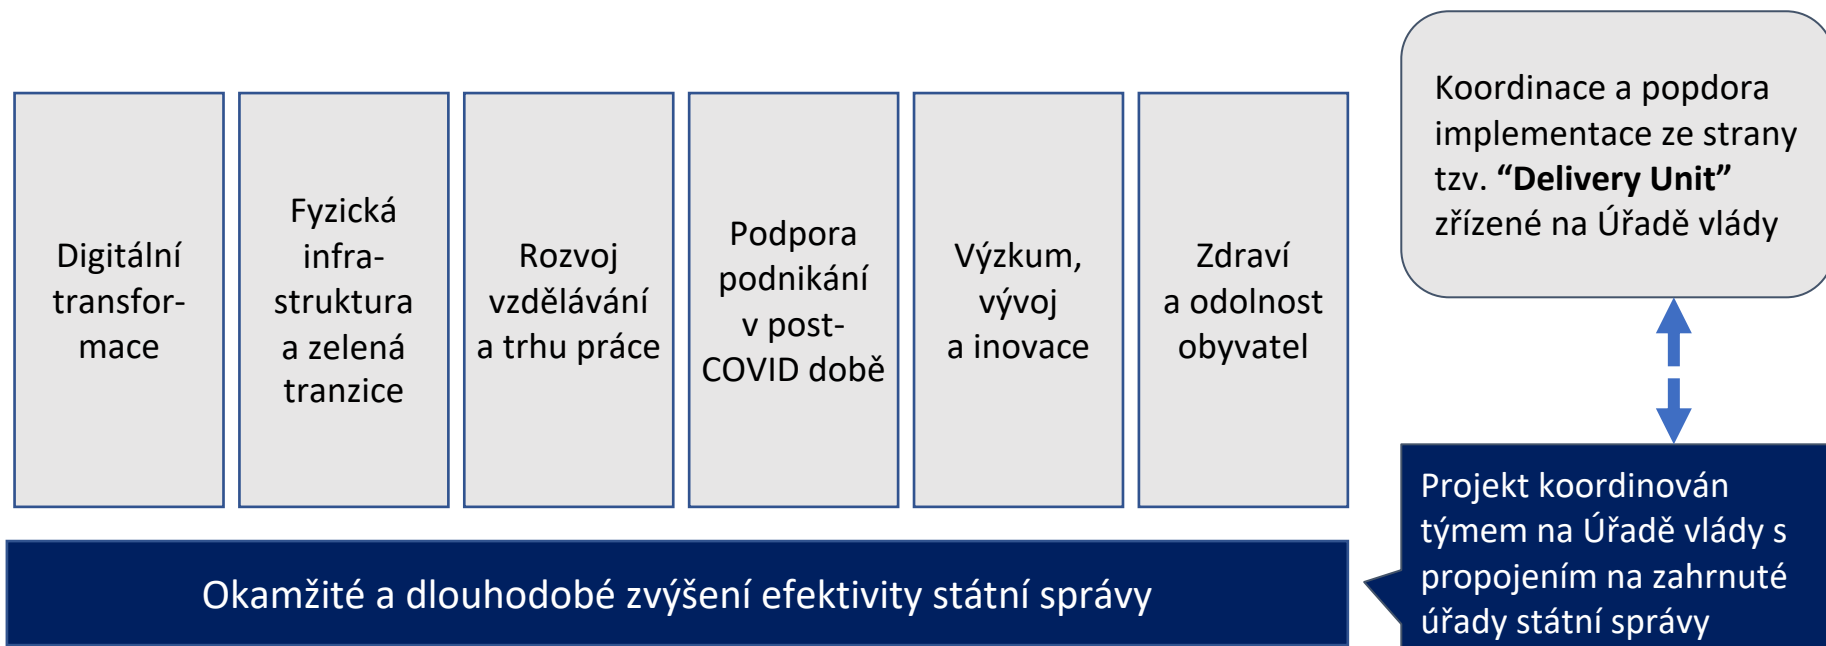 Digitální
transfor-
mace
Fyzická
infra-
struktura
a zelená
tranzice
Rozvoj
vzdělávání
a trhu práce
Podpora
podnikání
v post-
COVID době
Výzkum,
vývoj
a inovace
Zdraví
a odolnost
obyvatel
Koordinace a popdora
implementace ze strany
tzv. “Delivery Unit”
zřízené na Úřadě vlády
Okamžité a dlouhodobé zvýšení efektivity státní správy
Projekt koordinován
týmem na Úřadě vlády s
propojením na zahrnuté
úřady státní správy